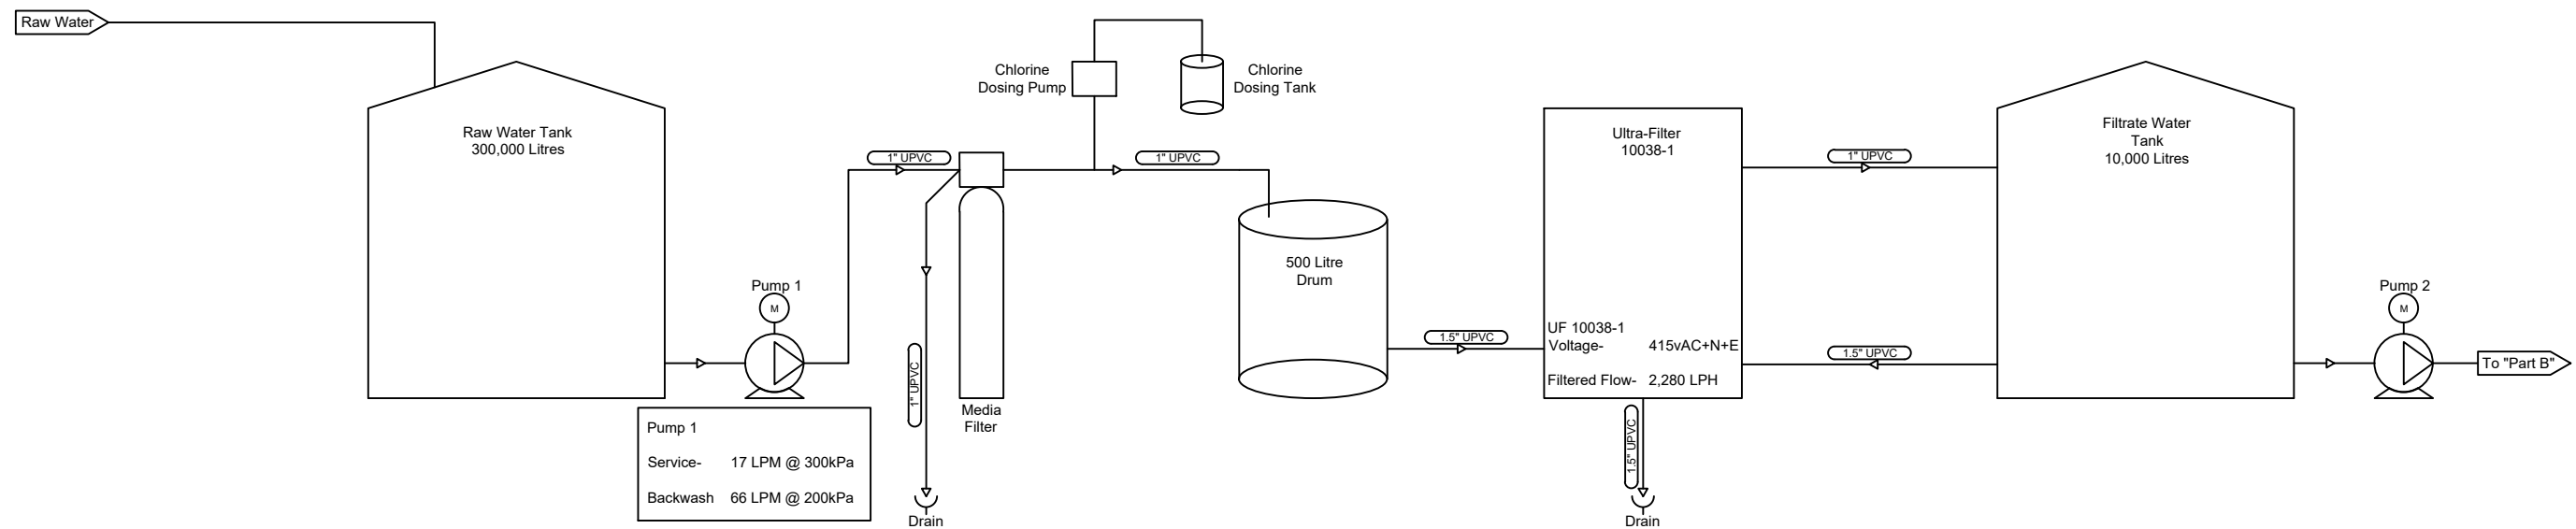 Raw Water
Raw Water Tank
300,000 Litres
Pump 1
M
Pump 1
Service- 17 LPM @ 300kPa
Backwash 66 LPM @ 200kPa
1" UPVC
1" UPVC
Drain
Media
Filter
Chlorine
Dosing Pump
Chlorine
Dosing Tank
1" UPVC
500 Litre
Drum
1.5" UPVC
Ultra-Filter
10038-1
UF 10038-1
Voltage- 415vAC+N+E
Filtered Flow- 2,280 LPH
1.5" UPVC
Drain
1" UPVC
1.5" UPVC
Filtrate Water
Tank
10,000 Litres
Pump 2
M
To "Part B"